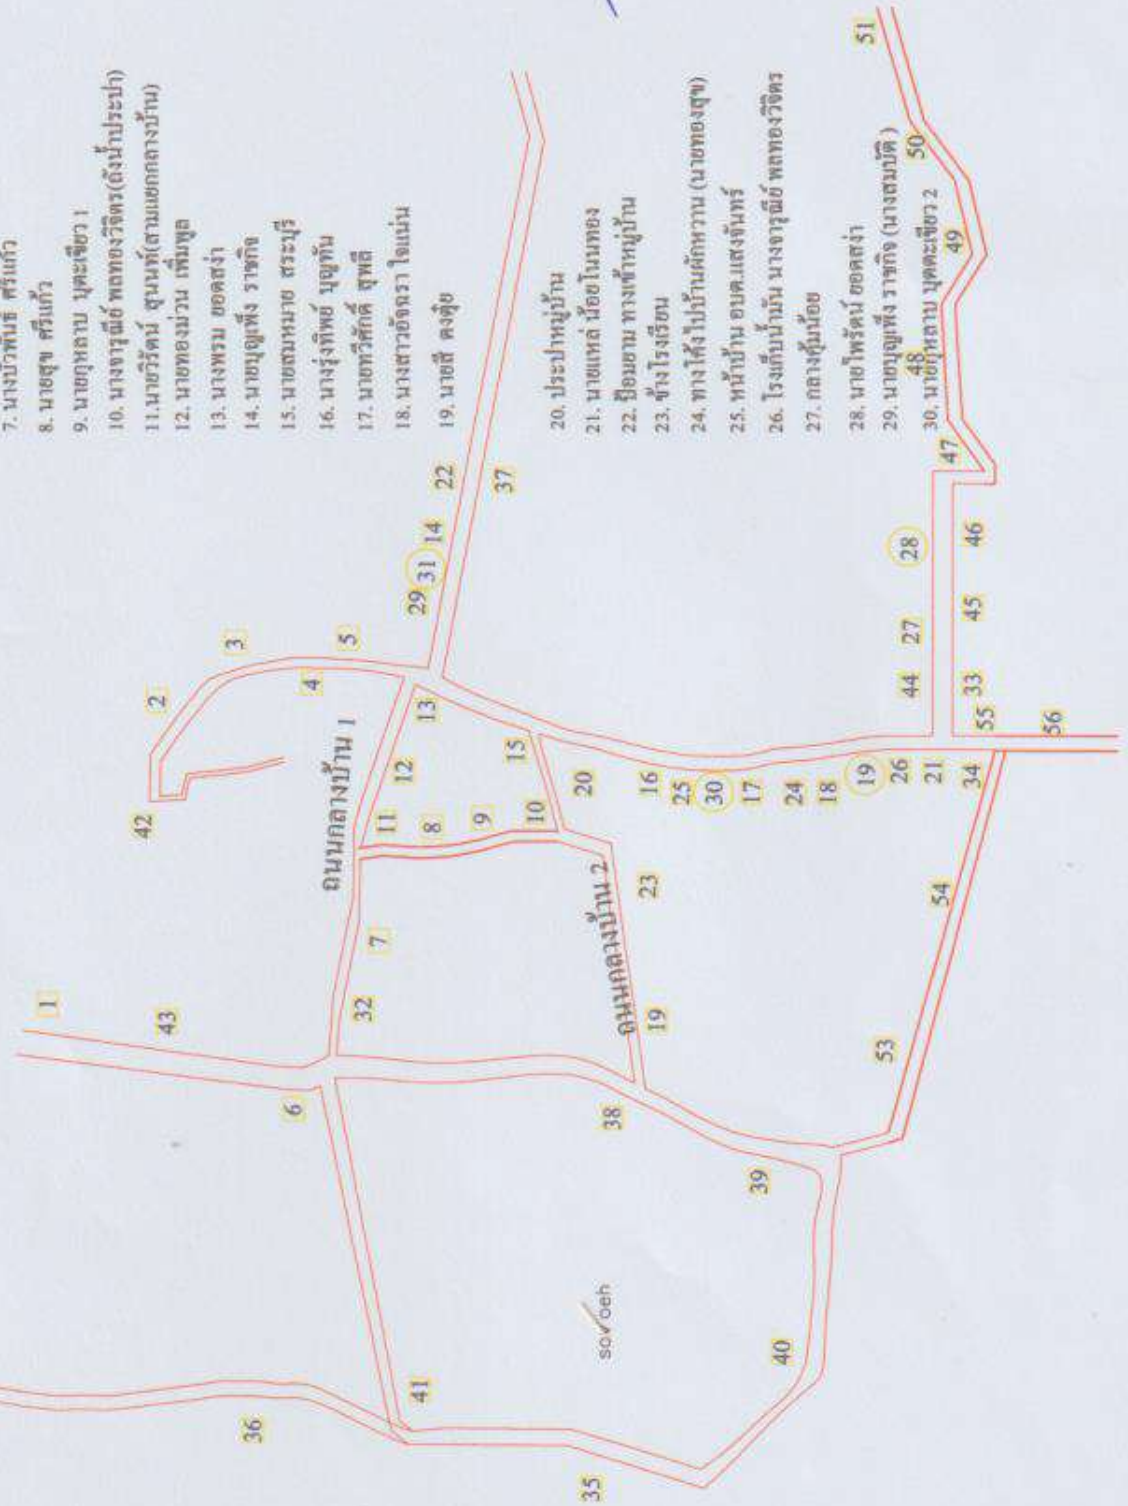 7. นางบัวพันธ์ ศรีแก้ว
8. นายสุข ศรีแก้ว
9. นายกุหลาบ บุคะเขียว 1
10. นางจารุณีย์ พลทองวิจิตร(ถังน้ำประปา)
11.นายวิรัตน์ สุนนท์(สามแยกกลางบ้าน)
12. นายทองม้วน เพิ่มพูล
13. นางพรม ยอดสง่า
14. นายบุญเพ็ง ราชกิจ
15. นายสมหมาย สระบุรี
16. นางรุ่งทิพย์ บุญทัน
17. นายทวีศักดิ์ สุพลี
18. นางสาวอัจฉรา ใจแน่น
19. นายสี คงคุ้ย
20. ประปาหมู่บ้าน
21. นายแหล่ น้อยโนนทอง
22. ป้อมยาม ทางเข้าหมู่บ้าน
23. ข้างโรงเรียน
24. ทางโค้งไปบ้านผักหวาน (นายทองสุข)
25. หน้าบ้าน อบต.แสงจันทร์
26. โรงเก็บน้ำมัน นางจารุณีย์ พลทองวิจิตร
27. กลางคุ้มน้อย
28. นายไพรัตน์ ยอดสง่า
29. นายบุญเพ็ง ราชกิจ (นางสมบัติ )
30. นายกุหลาบ บุคตะเขียว 2
ถนนกลางบ้าน 1
ถนนกลางบ้าน 2
1
43
6
36
41
35
40
39
38
53
54
32
7
19
23
42
2
3
4
5
11
8
9
10
12
13
15
20
16
25
30
17
24
18
19
26
21
34
29
31
14
22
37
44
27
28
33
45
46
55
56
47
48
49
50
51